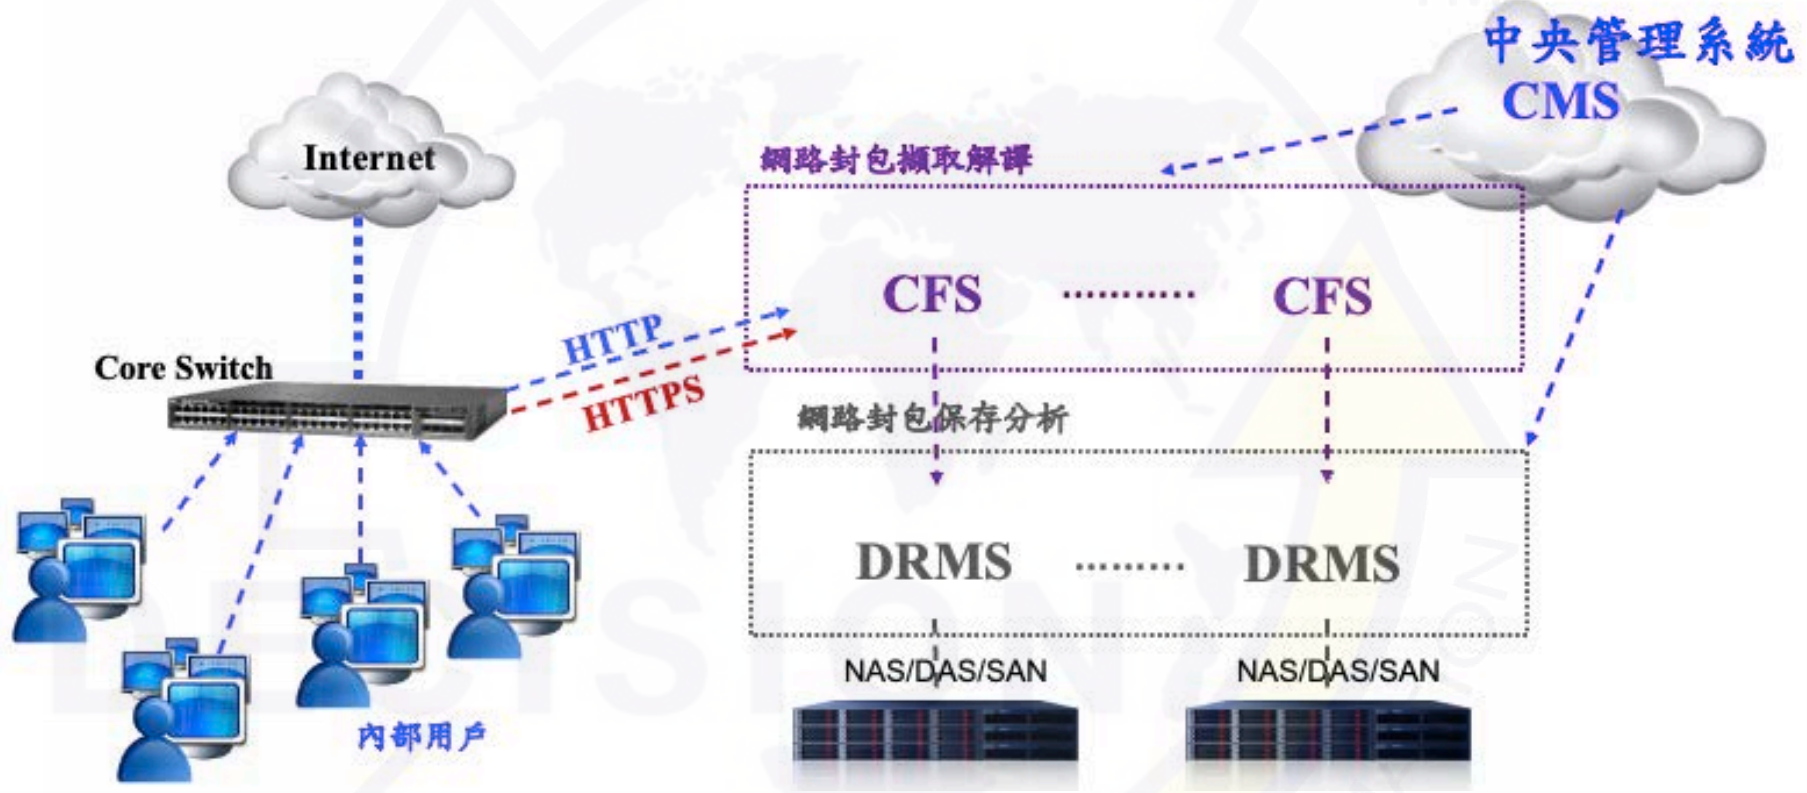 中央管理系統
CMS
Internet
網路封包擷取解譯
CFS ............ CFS
HTTP
HTTPS
Core Switch
網路封包保存分析
DRMS ......... DRMS
NAS/DAS/SAN
NAS/DAS/SAN
內部用戶
DECISION